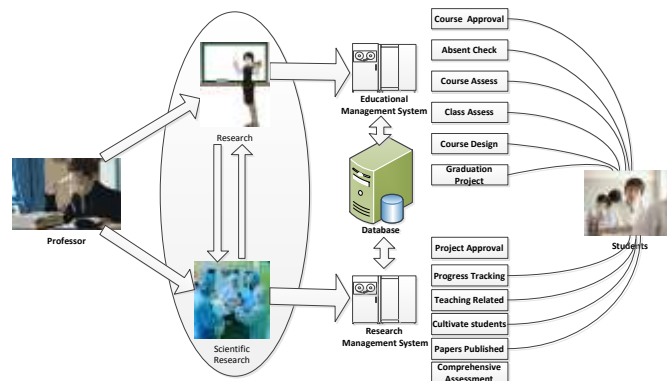 Course Approval
Absent Check
Course Assess
Class Assess
Course Design
Graduation
Project
Educational
Management System
Research
Professor
Database
Students
Project Approval
Progress Tracking
Teaching Related
Cultivate students
Papers Published
Comprehensive
Assessment
Research
Management System
Scientific
Research